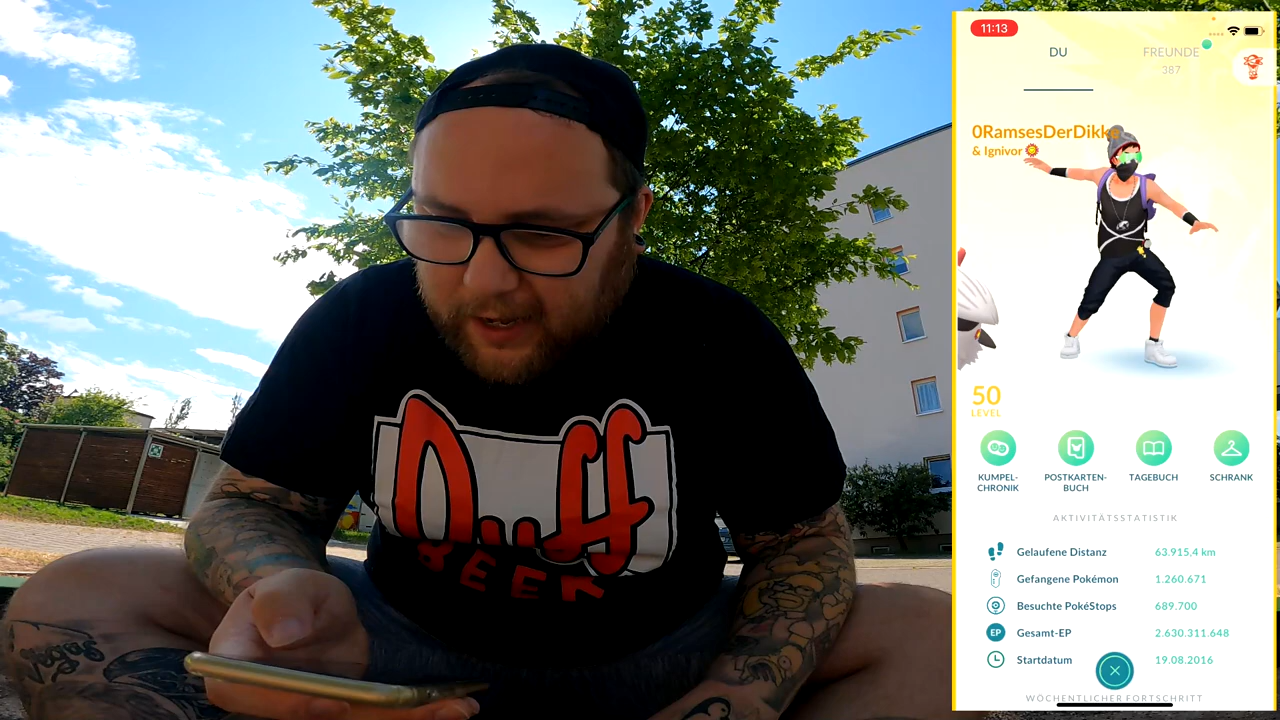 Duff
BEER
11:13
DU
FREUNDE
387
0RamsesDerDikke
& Ignivor
50
LEVEL
KUMPEL-
CHRONIK
POSTKARTEN-
BUCH
TAGEBUCH
SCHRANK
AKTIVITÄTSSTATISTIK
Gelaufene Distanz 63.915,4 km
Gefangene Pokémon 1.260.671
Besuchte PokéStops 689.700
EP Gesamt-EP 2.630.311.648
Startdatum 19.08.2016
WÖCHENTLICHER FORTSCHRITT